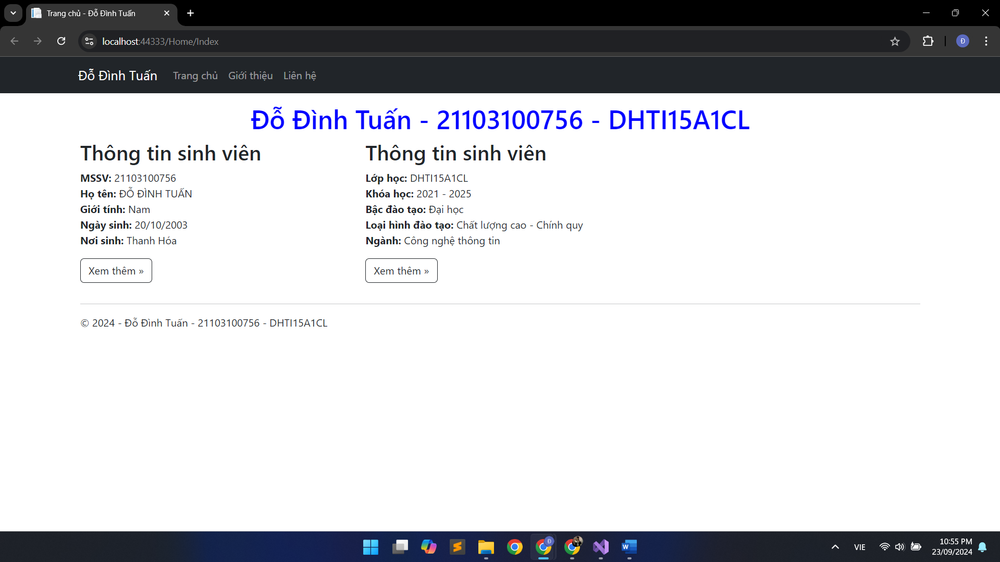 Trang chủ - Đỗ Đình Tuấn
localhost:44333/Home/Index
Đ
Đỗ Đình Tuấn Trang chủ Giới thiệu Liên hệ
Đỗ Đình Tuấn - 21103100756 - DHTI15A1CL
Thông tin sinh viên
MSSV: 21103100756
Họ tên: ĐỖ ĐÌNH TUẤN
Giới tính: Nam
Ngày sinh: 20/10/2003
Nơi sinh: Thanh Hóa
Xem thêm »
Thông tin sinh viên
Lớp học: DHTI15A1CL
Khóa học: 2021 - 2025
Bậc đào tạo: Đại học
Loại hình đào tạo: Chất lượng cao - Chính quy
Ngành: Công nghệ thông tin
Xem thêm »
© 2024 - Đỗ Đình Tuấn - 21103100756 - DHTI15A1CL
Đ
W
VIE
10:55 PM
23/09/2024